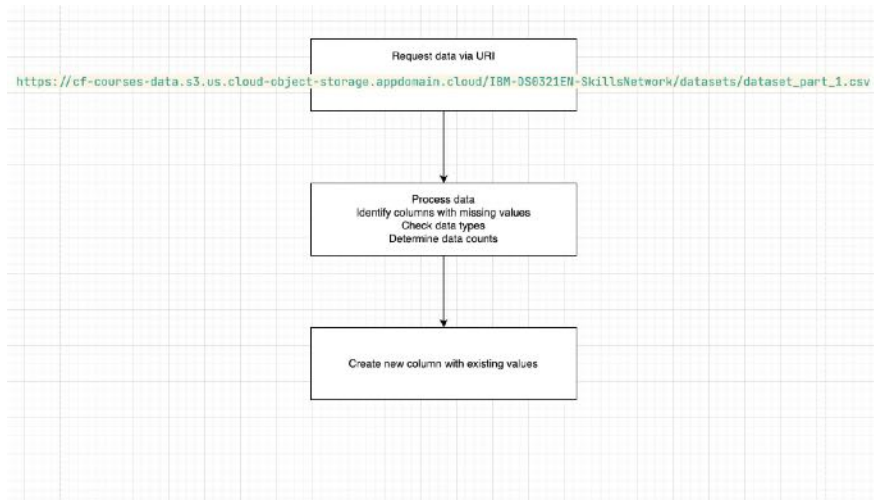 Request data via URI
https://cf-courses-data.s3.us.cloud-object-storage.appdomain.cloud/IBM-DS0321EN-SkillsNetwork/datasets/dataset_part_1.csv
Process data
Identify columns with missing values
Check data types
Determine data counts
Create new column with existing values